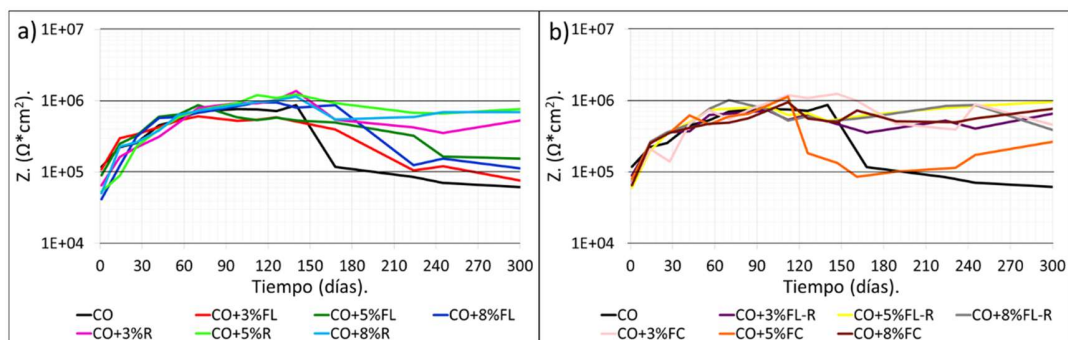 a)
1E+07
1E+06
1E+05
1E+04
Z. (Ω*cm2).
0 30 60 90 120 150 180 210 240 270 300
Tiempo (días).
CO CO+3%FL CO+5%FL CO+8%FL
CO+3%R CO+5%R CO+8%R
b)
1E+07
1E+06
1E+05
1E+04
Z. (Ω*cm2).
0 30 60 90 120 150 180 210 240 270 300
Tiempo (días).
CO CO+3%FL-R CO+5%FL-R CO+8%FL-R
CO+3%FC CO+5%FC CO+8%FC